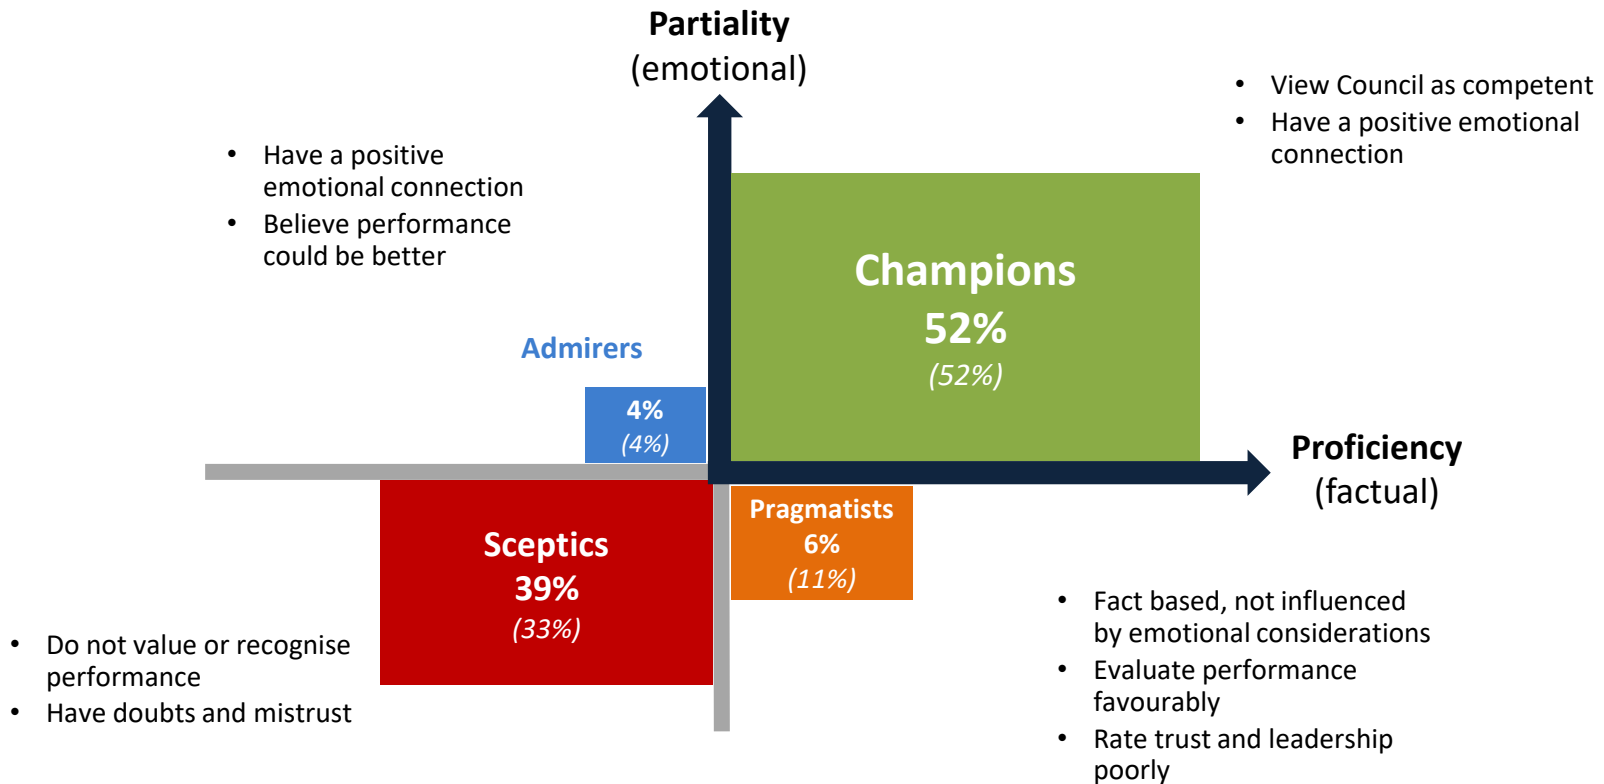 Partiality
(emotional)
• View Council as competent
• Have a positive emotional
connection
• Have a positive
emotional connection
• Believe performance
could be better
Champions
52%
(52%)
Admirers
4%
(4%)
Proficiency
(factual)
Sceptics
39%
(33%)
Pragmatists
6%
(11%)
• Do not value or recognise
performance
• Have doubts and mistrust
• Fact based, not influenced
by emotional considerations
• Evaluate performance
favourably
• Rate trust and leadership
poorly